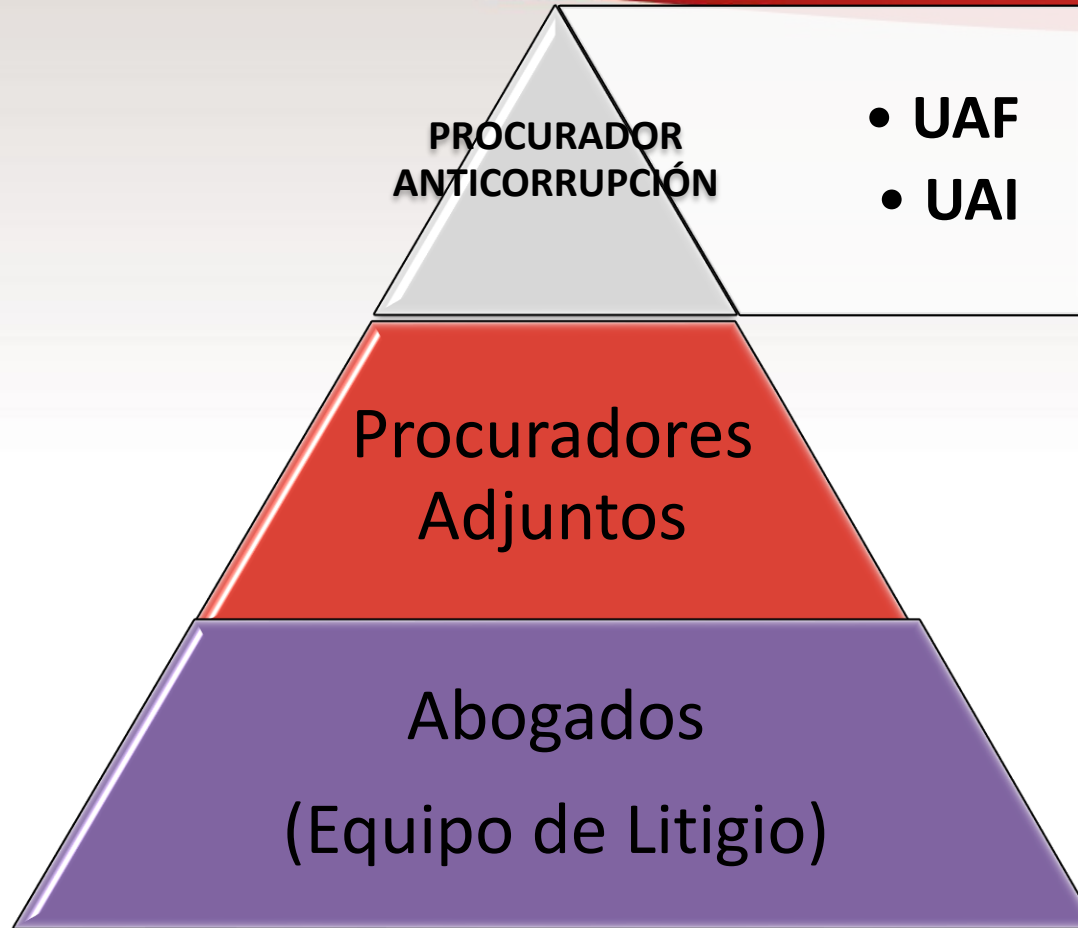 PROCURADOR
ANTICORRUPCIÓN
• UAF
• UAI
Procuradores
Adjuntos
Abogados
(Equipo de Litigio)